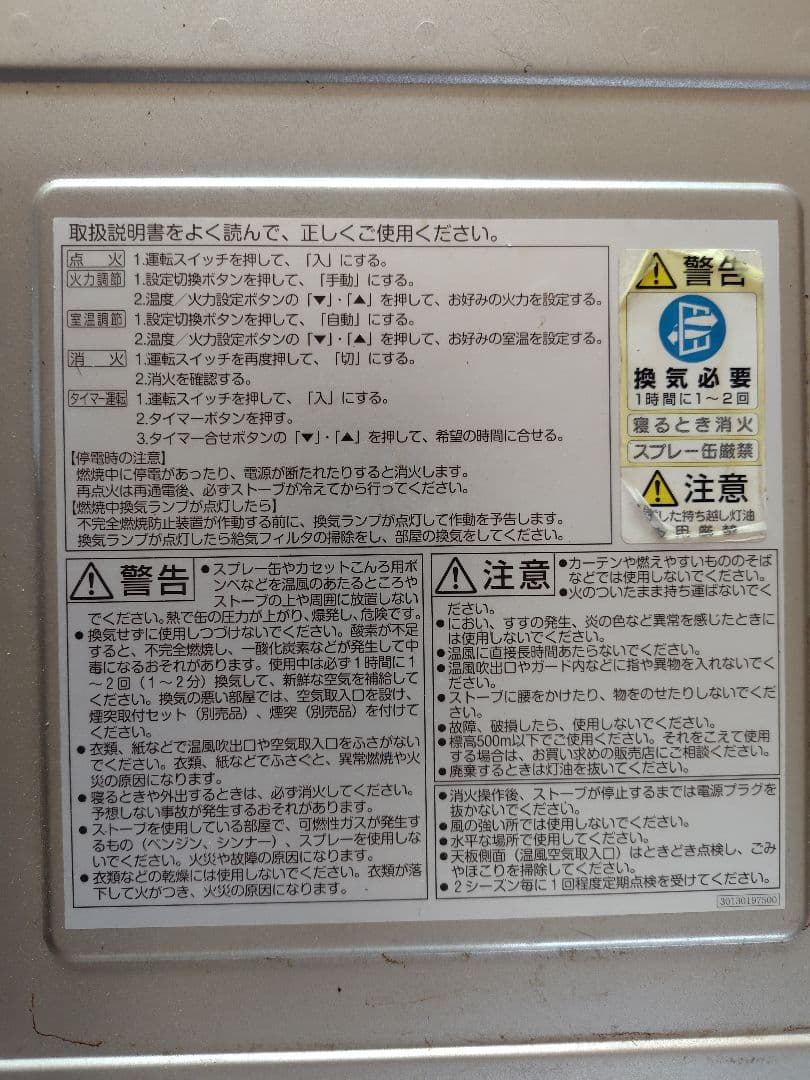 取扱説明書をよく読んで、正しくご使用ください。
点火 1.運転スイッチを押して、「入」にする。
火力調節 1.設定切換ボタンを押して、「手動」にする。
2.温度／火力設定ボタンの「▼」・「▲」を押して、お好みの火力を設定する。
室温調節 1.設定切換ボタンを押して、「自動」にする。
2.温度／火力設定ボタンの「▼」・「▲」を押して、お好みの室温を設定する。
消火 1.運転スイッチを再度押して、「切」にする。
2.消火を確認する。
タイマー運転 1.運転スイッチを押して、「入」にする。
2.タイマーボタンを押す。
3.タイマー合せボタンの「▼」・「▲」を押して、希望の時間に合せる。
【停電時の注意】
燃焼中に停電があったり、電源が断たれたりすると消火します。
再点火は再通電後、必ずストーブが冷えてから行ってください。
【燃焼中換気ランプが点灯したら】
不完全燃焼防止装置が作動する前に、換気ランプが点灯して作動を予告します。
換気ランプが点灯したら給気フィルタの掃除をし、部屋の換気をしてください。
警告
換気必要
1時間に1〜2回
寝るとき消火
スプレー缶厳禁
注意
した持ち越し灯油
用厳禁
警告
●スプレー缶やカセットこんろ用ボ
ンベなどを温風のあたるところや
ストーブの上や周囲に放置しない
でください。熱で缶の圧力が上がり、爆発し、危険です。
●換気せずに使用しつづけないでください。酸素が不足
すると、不完全燃焼し、一酸化炭素などが発生して中
毒になるおそれがあります。使用中は必ず1時間に1
〜2回（1〜2分）換気して、新鮮な空気を補給して
ください。換気の悪い部屋では、空気取入口を設け、
煙突取付セット（別売品）、煙突（別売品）を付けて
ください。
●衣類、紙などで温風吹出口や空気取入口をふさがない
でください。衣類、紙などでふさぐと、異常燃焼や火
災の原因になります。
●寝るときや外出するときは、必ず消火してください。
予想しない事故が発生するおそれがあります。
●ストーブを使用している部屋で、可燃性ガスが発生す
るもの（ベンジン、シンナー）、スプレーを使用しな
いでください。火災や故障の原因になります。
●衣類などの乾燥には使用しないでください。衣類が落
下して火がつき、火災の原因になります。
注意
●カーテンや燃えやすいもののそば
などでは使用しないでください。
●火のついたまま持ち運ばないでく
ださい。
●におい、すすの発生、炎の色など異常を感じたときに
は使用しないでください。
●温風に直接長時間あたらないでください。
●温風吹出口やガード内などに指や異物を入れないでく
ださい。
●ストーブに腰をかけたり、物をのせたりしないでくだ
さい。
●故障、破損したら、使用しないでください。
●標高500m以下でご使用ください。それをこえて使用
する場合は、お買い求めの販売店にご相談ください。
●廃棄するときは灯油を抜いてください。
●消火操作後、ストーブが停止するまでは電源プラグを
抜かないでください。
●風の強い所では使用しないでください。
●水平な場所で使用してください。
●天板側面（温風空気取入口）はときどき点検し、ごみ
やほこりを掃除してください。
●2シーズン毎に1回程度定期点検を受けてください。
30130197500